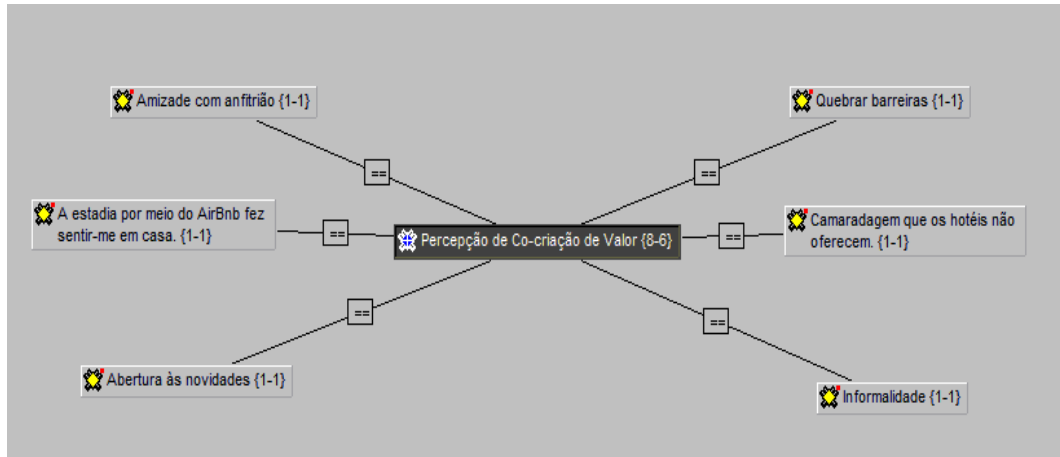 Amizade com anfitrião {1-1}
Quebrar barreiras {1-1}
==
==
A estadia por meio do AirBnb fez
sentir-me em casa. {1-1}
==
Percepção de Co-criação de Valor {8-6}
==
Camaradagem que os hotéis não
oferecem. {1-1}
==
==
Abertura às novidades {1-1}
Informalidade {1-1}